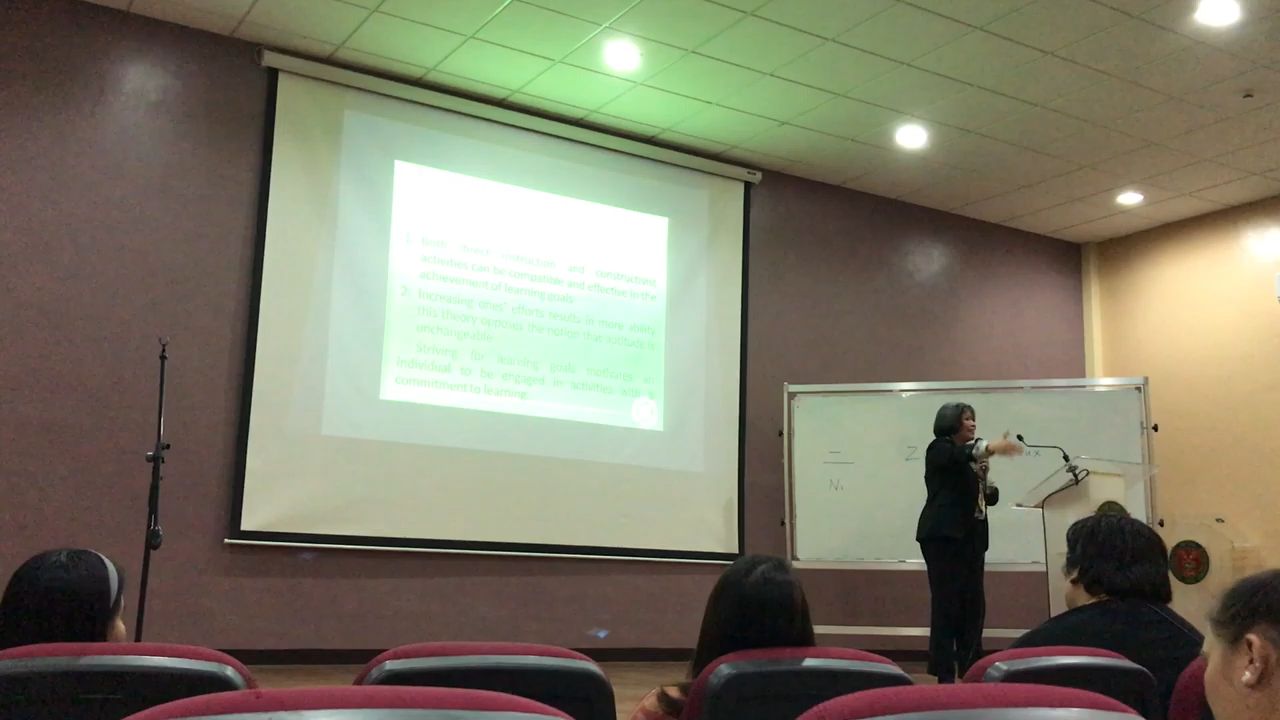 1. Both direct instruction and constructivist
activities can be compatible and effective in the
achievement of learning goals.
2. Increasing ones' efforts results in more ability
this theory opposes the notion that aptitude is
unchangeable.
Striving for learning goals motivates an
individual to be engaged in activities with a
commitment to learning.